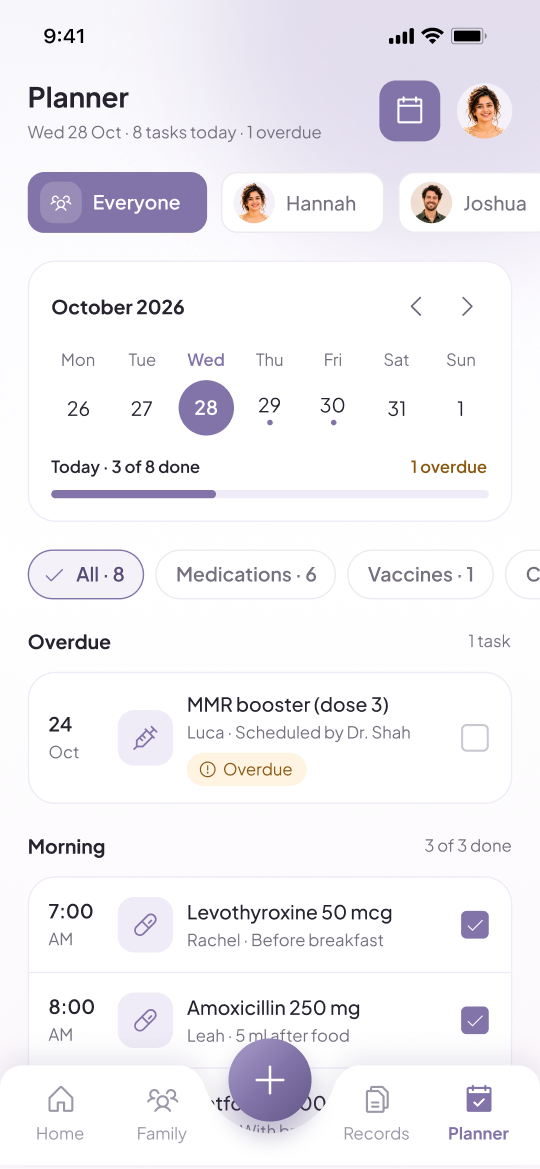 9:41
Planner
Wed 28 Oct · 8 tasks today · 1 overdue
Everyone
Hannah
Joshua
October 2026
Mon Tue Wed Thu Fri Sat Sun
26 27 28 29 30 31 1
Today · 3 of 8 done 1 overdue
All · 8 Medications · 6 Vaccines · 1 C
Overdue 1 task
24
Oct
MMR booster (dose 3)
Luca · Scheduled by Dr. Shah
Overdue
Morning 3 of 3 done
7:00
AM
Levothyroxine 50 mcg
Rachel · Before breakfast
8:00
AM
Amoxicillin 250 mg
Leah · 5 ml after food
With
Home Family Records Planner